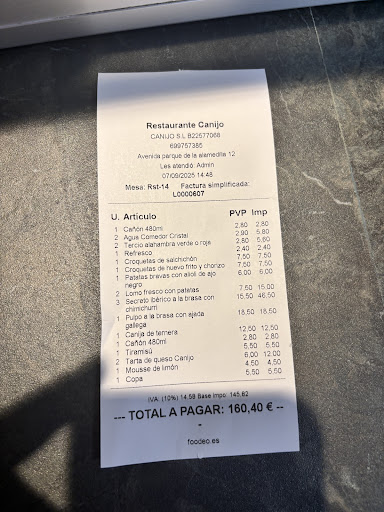 Restaurante Canijo
CANIJO S.L B22577068
699757385
Avenida parque de la alamedilla 12
Les atendió: Admin
07/09/2025 14:48
Mesa: Rst-14 Factura simplificada:
L0000607
U. Articulo PVP Imp
1 Cañón 480ml 2,80 2,80
2 Agua Comedor Cristal 2,90 5,80
2 Tercio alahambra verde o roja 2,80 5,60
1 Refresco 2,40 2,40
1 Croquetas de salchichón 7,50 7,50
1 Croquetas de huevo frito y chorizo 7,50 7,50
1 Patatas bravas con alioli de ajo 6,00 6,00
negro
2 Lomo fresco con patatas 7,50 15,00
3 Secreto Ibérico a la brasa con 15,50 46,50
chimichurri
1 Pulpo a la brasa con ajada 18,50 18,50
gallega
1 Canija de ternera 12,50 12,50
1 Cañón 480ml 2,80 2,80
1 Tiramisú 5,50 5,50
2 Tarta de queso Canijo 6,00 12,00
1 Mousse de limón 4,50 4,50
1 Copa 5,50 5,50
IVA: (10%) 14,58 Base Impo: 145,82
--- TOTAL A PAGAR: 160,40 € --
-
foodeo.es